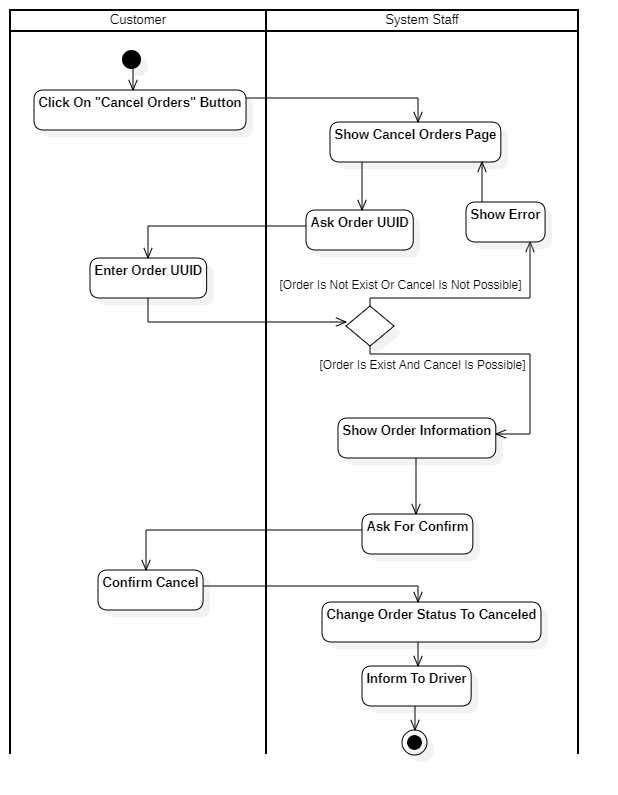 Customer
System Staff
Click On "Cancel Orders" Button
Show Cancel Orders Page
Ask Order UUID
Show Error
Enter Order UUID
[Order Is Not Exist Or Cancel Is Not Possible]
[Order Is Exist And Cancel Is Possible]
Show Order Information
Ask For Confirm
Confirm Cancel
Change Order Status To Canceled
Inform To Driver